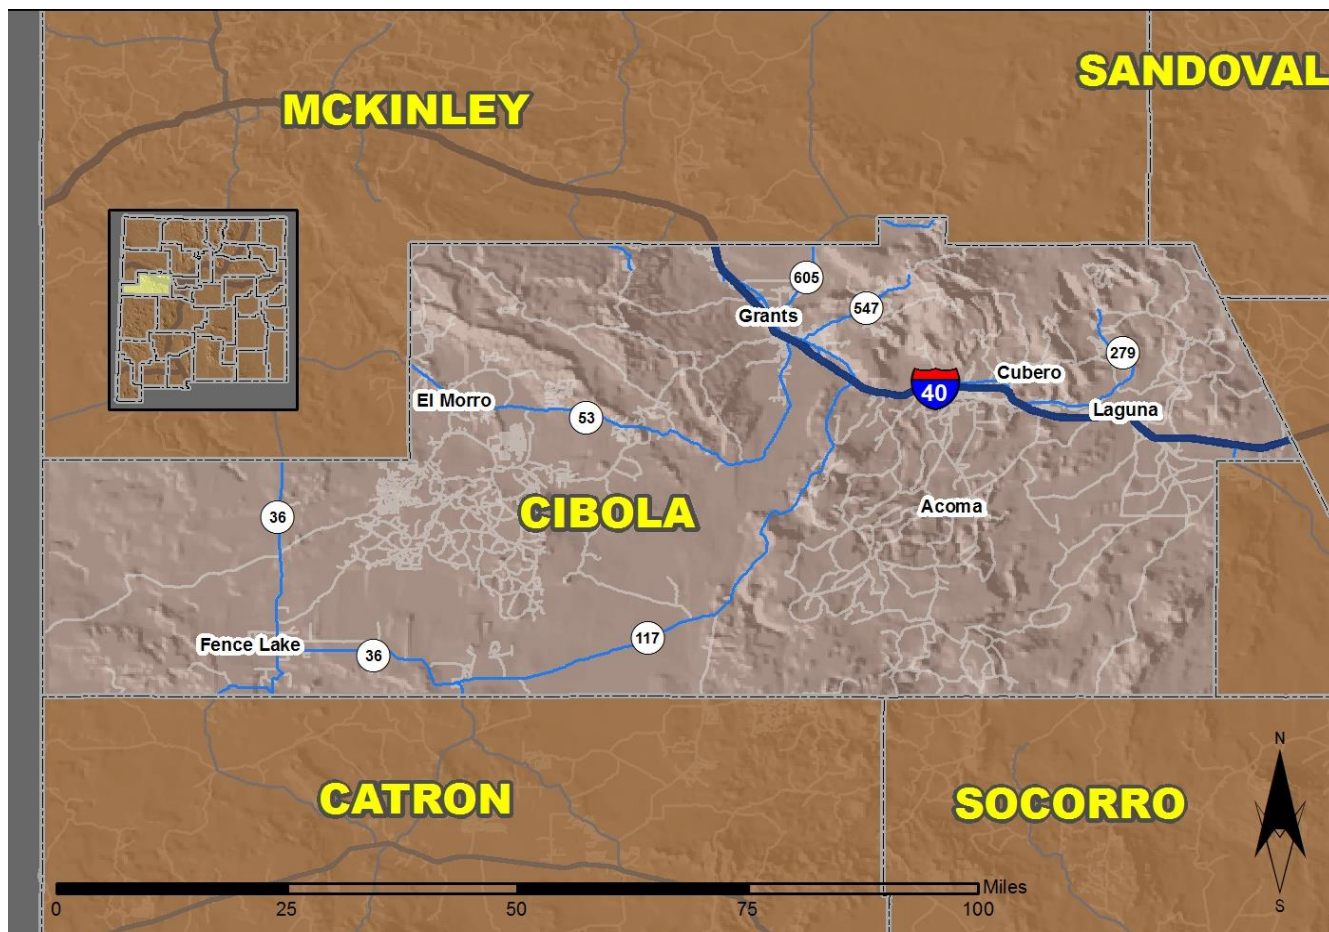 SANDOVAL
MCKINLEY
605
Grants
547
279
Cubero
El Morro
40
Laguna
53
Acoma
CIBOLA
36
117
Fence Lake
36
N
CATRON
SOCORRO
Miles
0 25 50 75 100
S